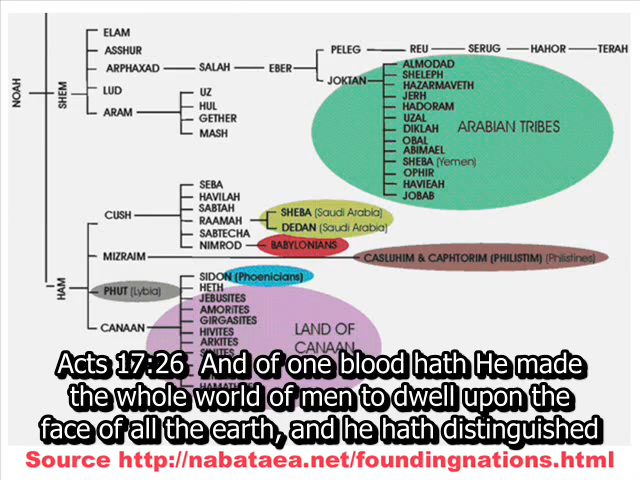 ELAM
ASSHUR
ARPHAXAD SALAH EBER PELEG REU SERUG HAHOR TERAH
JOKTAN
LUD
ARAM
UZ
HUL
GETHER
MASH
NOAH
SHEM
ALMODAD
SHELEPH
HAZARMAVETH
JERH
HADORAM
UZAL
DIKLAH
OBAL
ABIMAEL
SHEBA (Yemen)
OPHIR
HAVIEAH
JOBAB
ARABIAN TRIBES
HAM
CUSH
SEBA
HAVILAH
SABTAH
RAAMAH
SABTECHA
NIMROD
SHEBA (Saudi Arabia)
DEDAN (Saudi Arabia)
BABYLONIANS
MIZRAIM CASLUHIM & CAPHTORIM (PHILISTIM) (Philistines)
PHUT (Lybia)
CANAAN
SIDON (Phoenicians)
HETH
JEBUSITES
AMORITES
GIRGASITES
HIVITES
ARKITES
LAND OF
CANAAN
Acts 17:26 And of one blood hath He made
the whole world of men to dwell upon the
face of all the earth, and he hath distinguished
Source http://nabataea.net/foundingnations.html